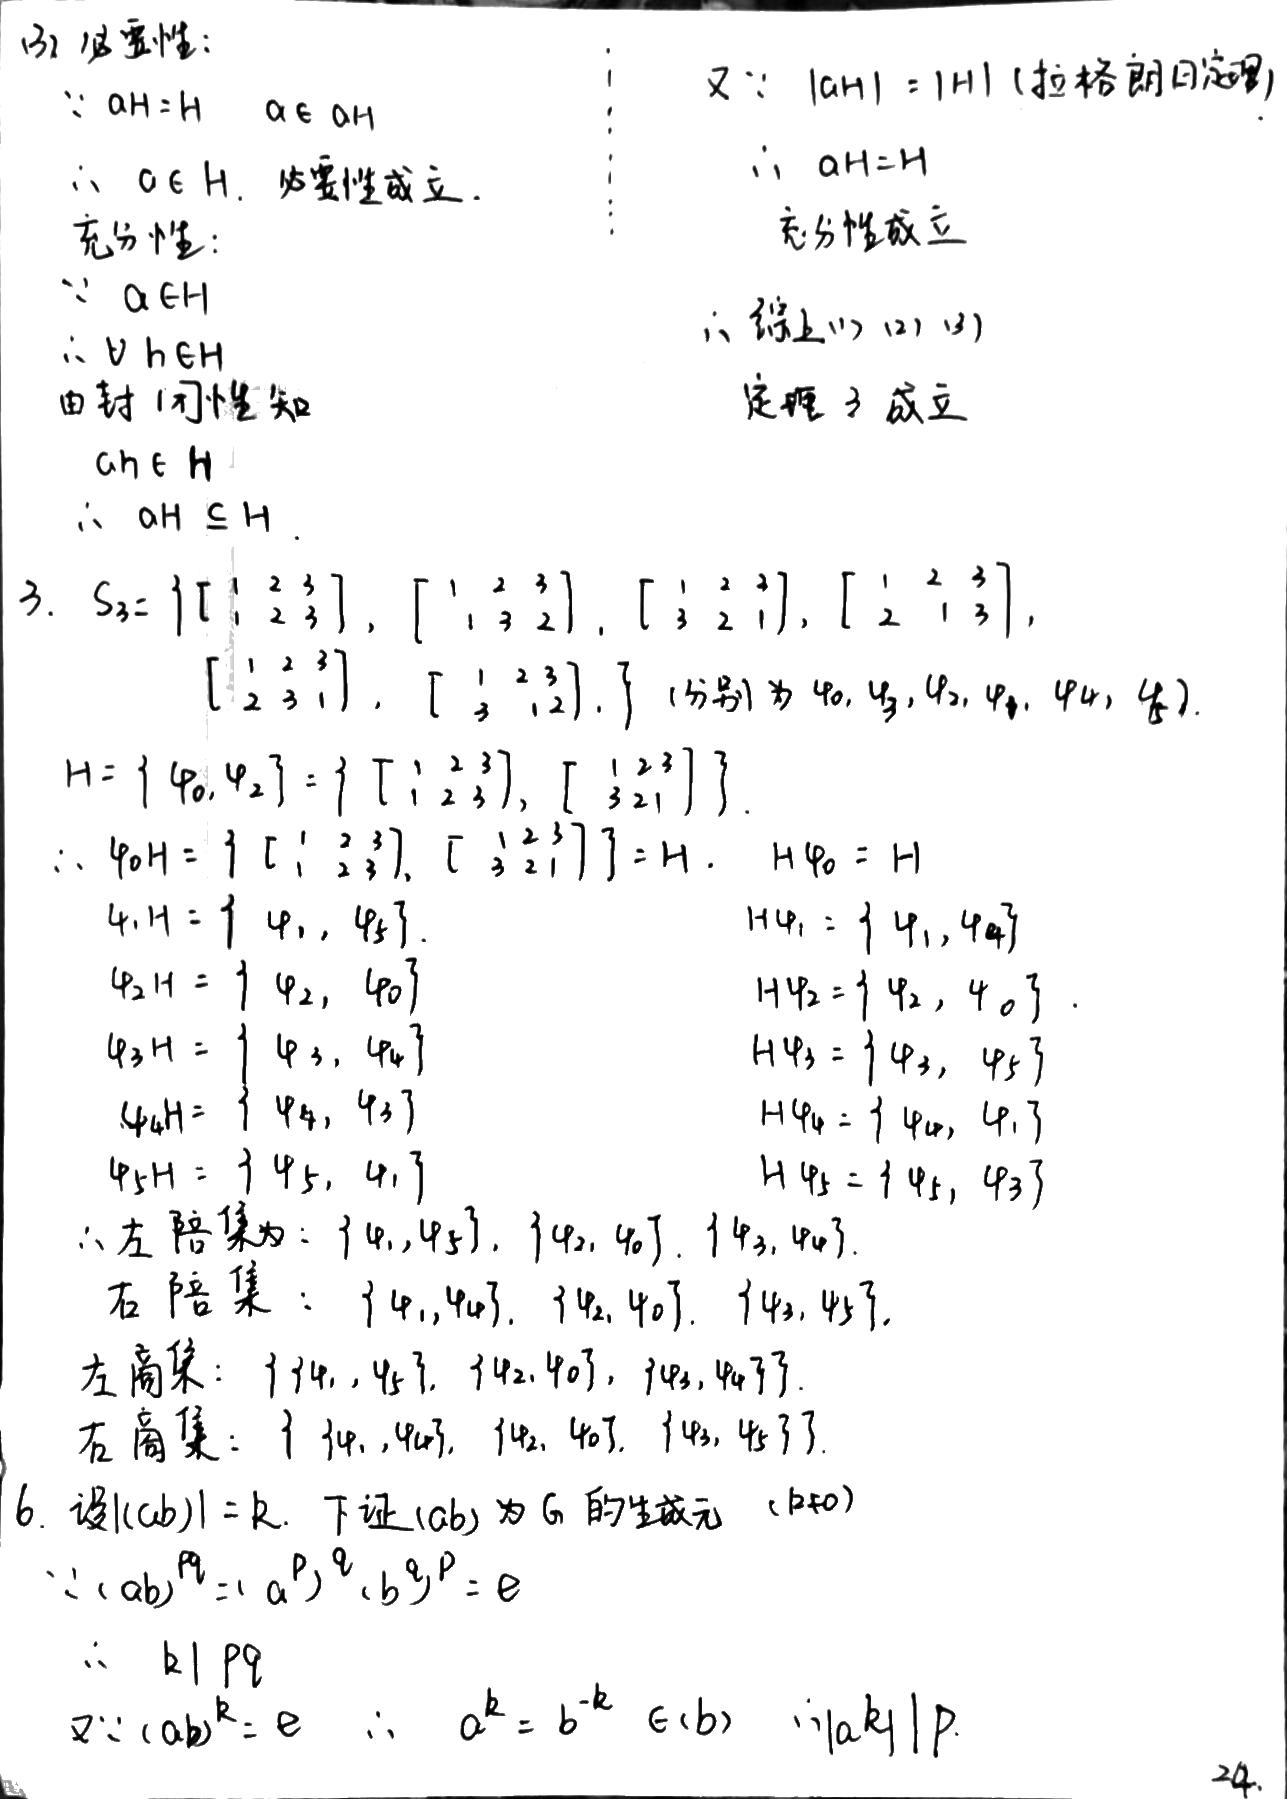 (3) 必要性:
∵ aH=H a∈aH
∴ a∈H. 必要性成立.
充分性:
∵ a∈H
∴ ∀h∈H
由封闭性知
ah∈H
∴ aH⊆H.
又∵ |aH|=|H| (拉格朗日定理).
∴ aH=H
充分性成立
∴ 综上(1) (2) (3)
定理3成立
3. S₃={[1 2 3 / 1 2 3], [1 2 3 / 1 3 2], [1 2 3 / 3 2 1], [1 2 3 / 2 1 3],
[1 2 3 / 2 3 1], [1 2 3 / 3 1 2].} (分别为 φ₀, φ₃, φ₂, φ₁, φ₄, φ₅).
H={φ₀, φ₂}={[1 2 3 / 1 2 3], [1 2 3 / 3 2 1]}.
∴ φ₀H={[1 2 3 / 1 2 3], [1 2 3 / 3 2 1]}=H. Hφ₀=H
φ₁H={φ₁, φ₅}. Hφ₁={φ₁, φ₄}
φ₂H={φ₂, φ₀} Hφ₂={φ₂, φ₀}.
φ₃H={φ₃, φ₄} Hφ₃={φ₃, φ₅}
φ₄H={φ₄, φ₃} Hφ₄={φ₄, φ₁}
φ₅H={φ₅, φ₁} Hφ₅={φ₅, φ₃}
∴ 左陪集为: {φ₁, φ₅}, {φ₂, φ₀}. {φ₃, φ₄}.
右陪集: {φ₁, φ₄}. {φ₂, φ₀}. {φ₃, φ₅}.
左商集: {{φ₁, φ₅}, {φ₂, φ₀}, {φ₃, φ₄}}.
右商集: {{φ₁, φ₄}, {φ₂, φ₀}. {φ₃, φ₅}}.
6. 设|(ab)|=k. 下证(ab)为G的生成元 (k≠0)
∵ (ab)^pq=(a^p)^q(b^q)^p=e
∴ k|pq
又∵ (ab)^k=e ∴ a^k=b^-k ∈(b) ∴|a^k| | p.
24.